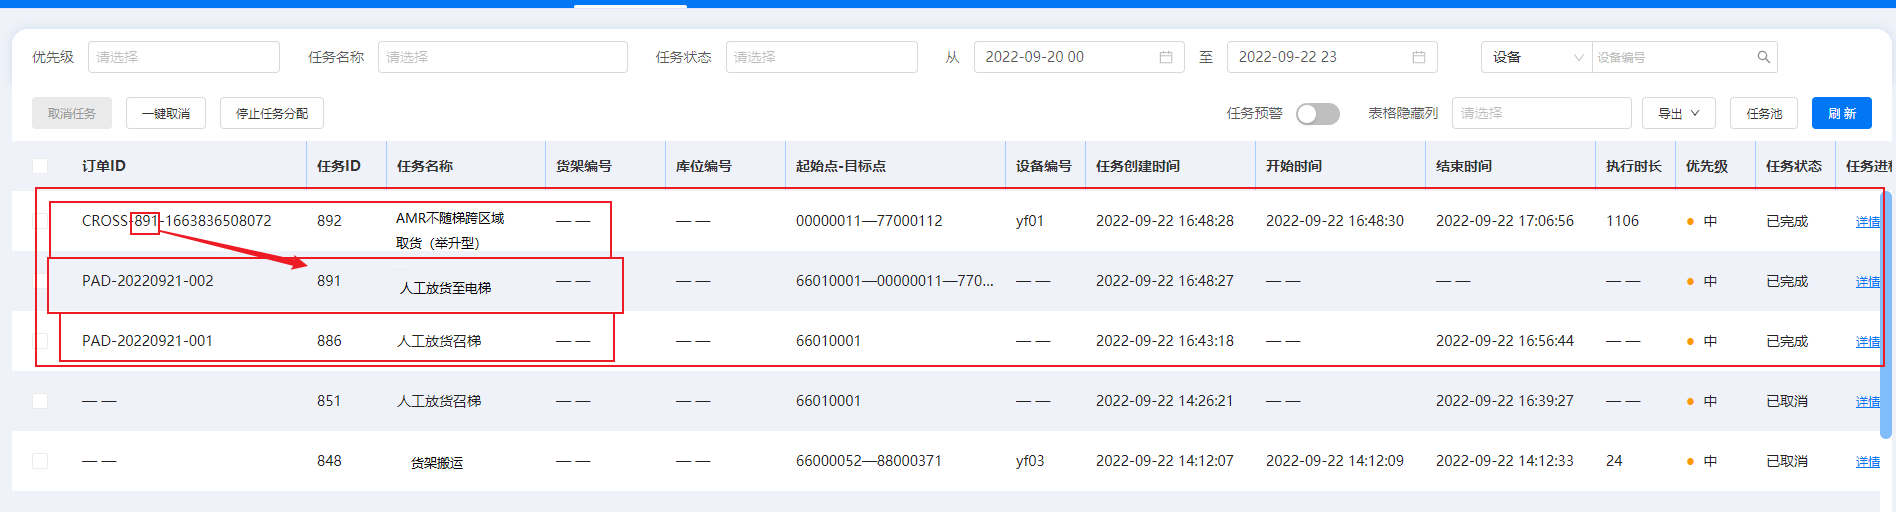 优先级 请选择 任务名称 请选择 任务状态 请选择 从 2022-09-20 00 至 2022-09-22 23 设备 设备编号
取消任务 一键取消 停止任务分配 任务预警 表格隐藏列 请选择 导出 任务池 刷 新
订单ID 任务ID 任务名称 货架编号 库位编号 起始点-目标点 设备编号 任务创建时间 开始时间 结束时间 执行时长 优先级 任务状态 任务进
CROSS-891-1663836508072 892 AMR不随梯跨区域 — — — — 00000011—77000112 yf01 2022-09-22 16:48:28 2022-09-22 16:48:30 2022-09-22 17:06:56 1106 中 已完成 详情
取货（举升型）
PAD-20220921-002 891 人工放货至电梯 — — — — 66010001—00000011—770... — — 2022-09-22 16:48:27 — — — — — — 中 已完成 详情
PAD-20220921-001 886 人工放货召梯 — — — — 66010001 — — 2022-09-22 16:43:18 — — 2022-09-22 16:56:44 — — 中 已完成 详情
— — 851 人工放货召梯 — — — — 66010001 — — 2022-09-22 14:26:21 — — 2022-09-22 16:39:27 — — 中 已取消 详情
— — 848 货架搬运 — — — — 66000052—88000371 yf03 2022-09-22 14:12:07 2022-09-22 14:12:09 2022-09-22 14:12:33 24 中 已取消 详情